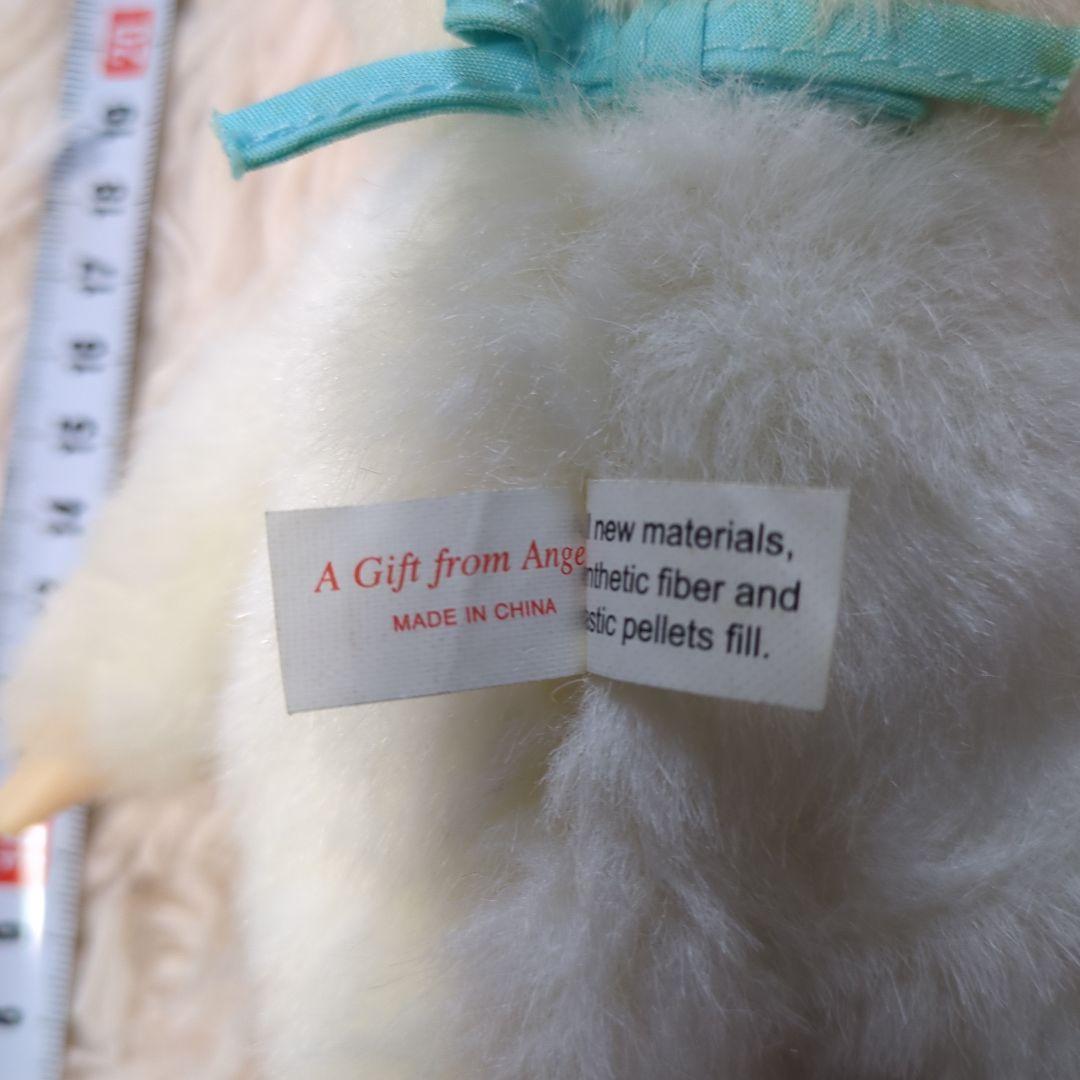 20
19
18
17
16
15
14
A Gift from Ange
MADE IN CHINA
l new materials,
nthetic fiber and
astic pellets fill.